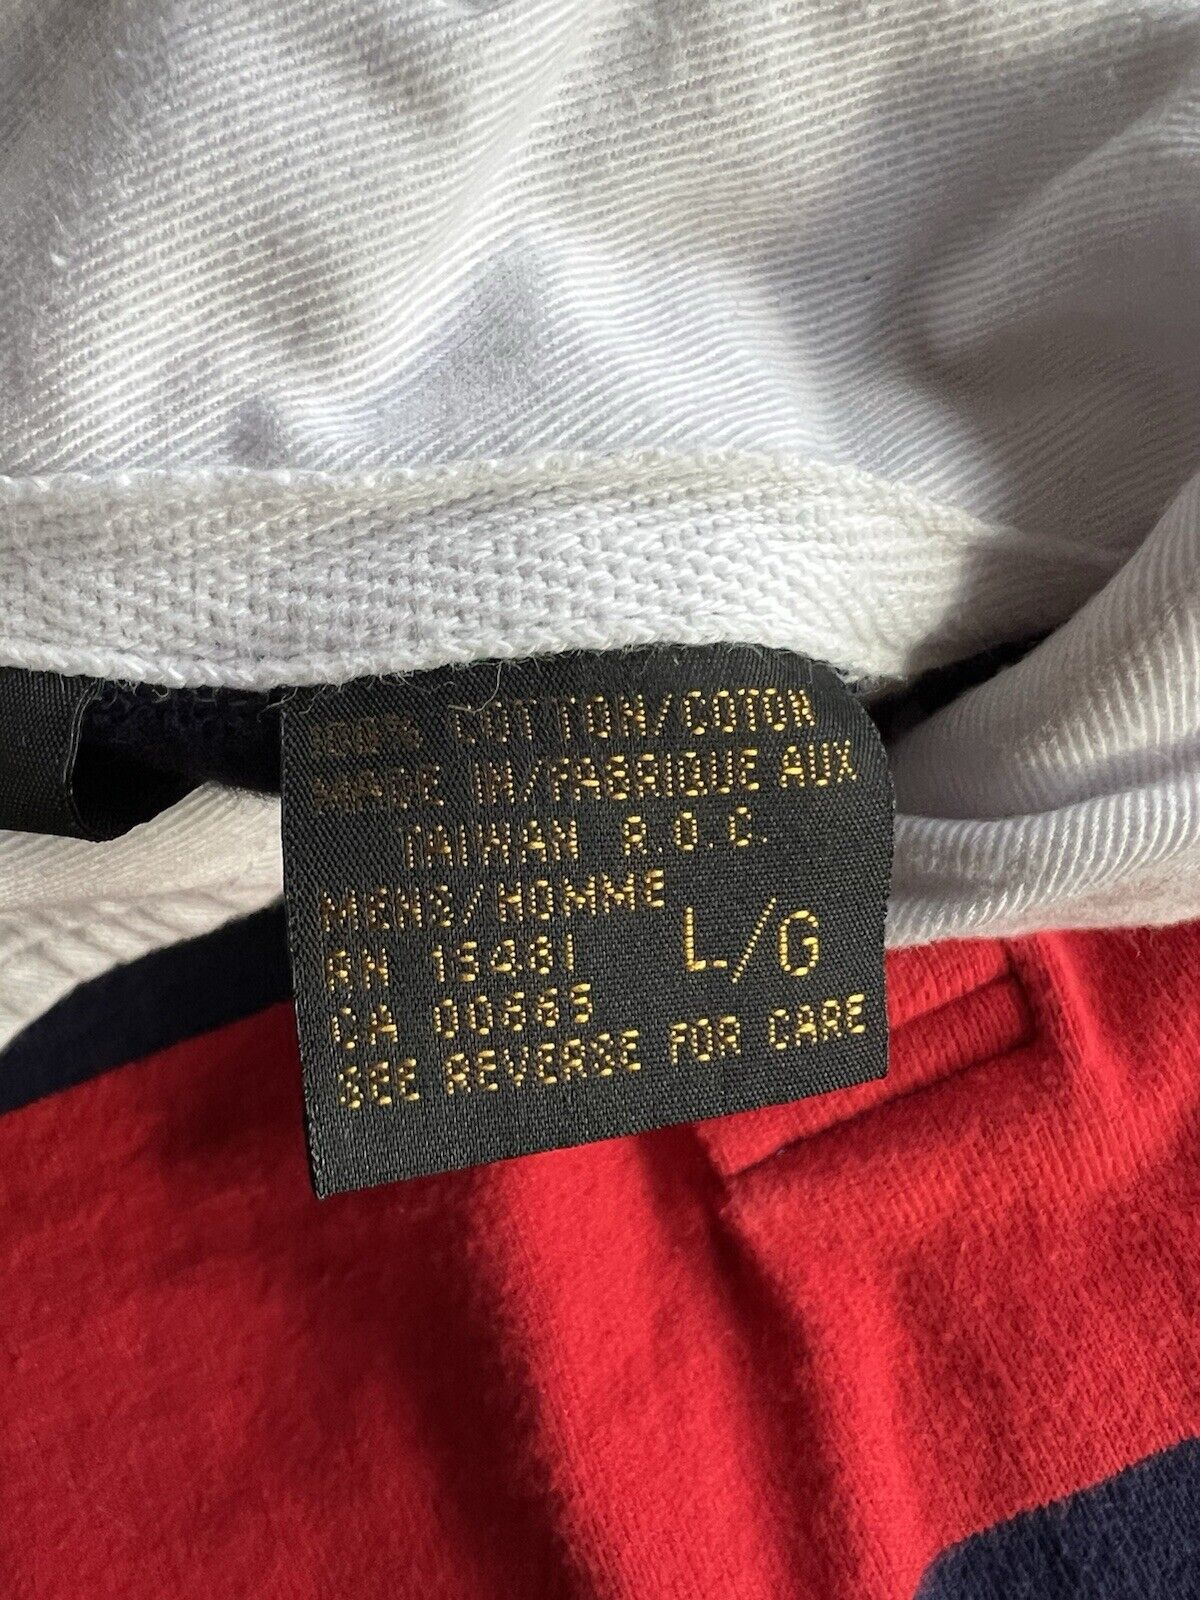 100% COTTON/COTON
MADE IN/FABRIQUE AUX
TAIWAN R.O.C.
MENS/HOMME
RN 15481 L/G
CA 00665
SEE REVERSE FOR CARE